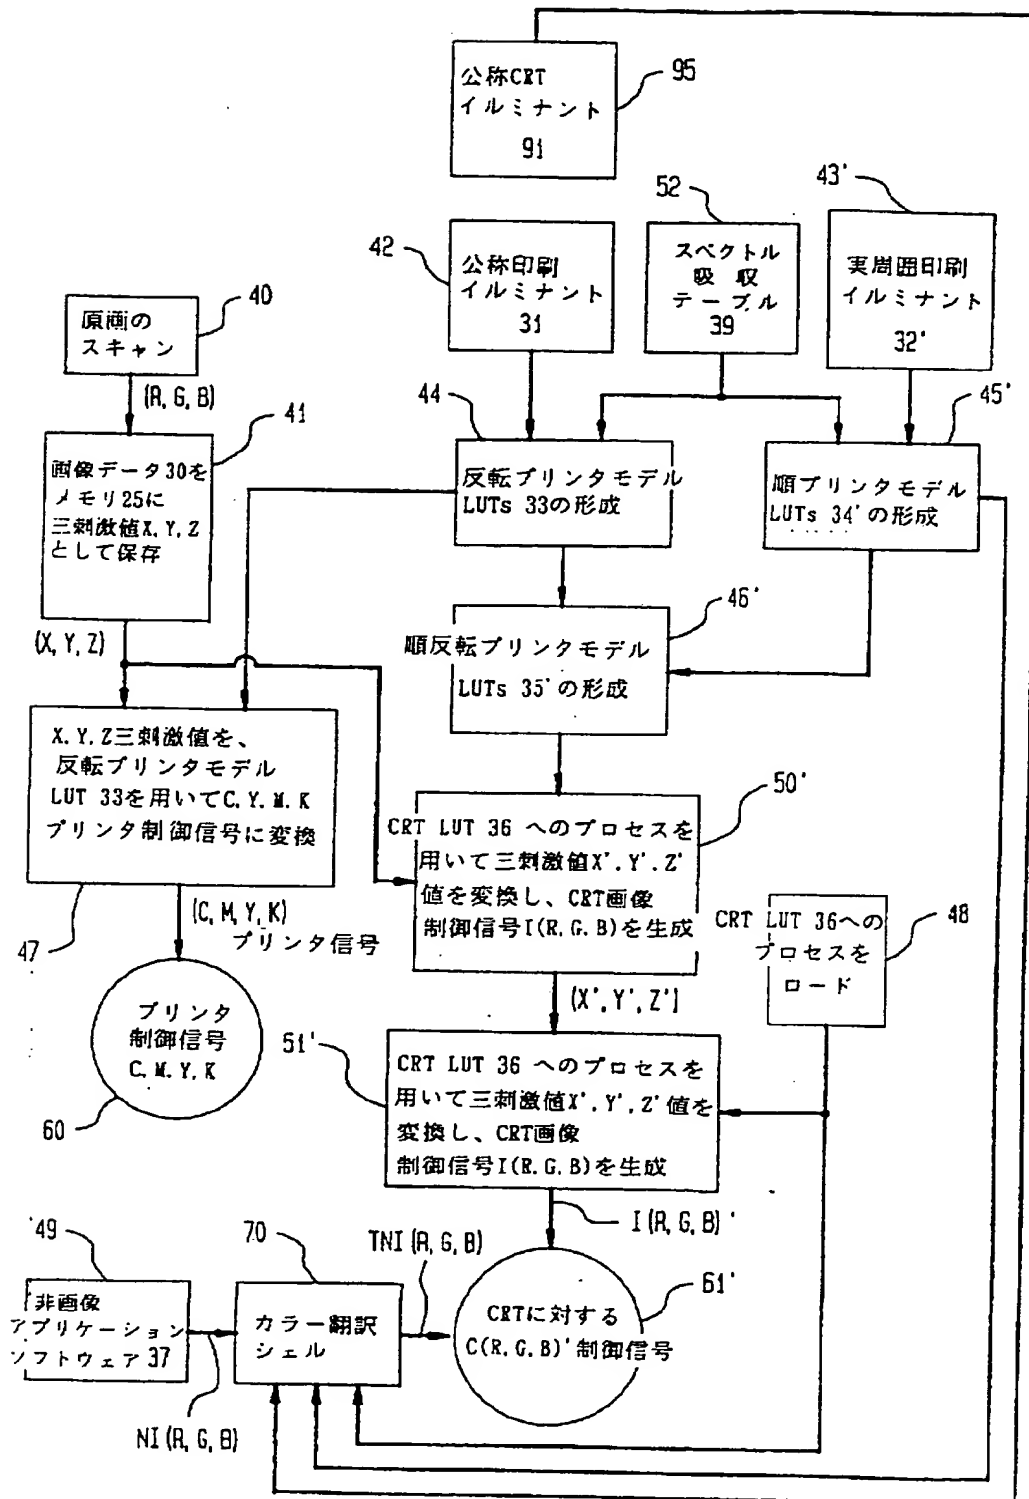 公称CRT
イルミナント
91
95
52
43'
42
公称印刷
イルミナント
31
スペクトル
吸収
テーブル
39
実周囲印刷
イルミナント
32'
40
原画の
スキャン
(R, G, B)
41
44
45'
画像データ30を
メモリ25に
三刺激値X, Y, Z
として保存
反転プリンタモデル
LUTs 33の形成
順プリンタモデル
LUTs 34'の形成
46'
(X, Y, Z)
順反転プリンタモデル
LUTs 35'の形成
X. Y. Z三刺激値を、
反転プリンタモデル
LUT 33を用いてC. Y. M. K
プリンタ制御信号に変換
50'
CRT LUT 36 へのプロセスを
用いて三刺激値X'. Y'. Z'
値を変換し、CRT画像
制御信号I(R. G. B)を生成
47
(C, M, Y, K)
プリンタ信号
48
CRT LUT 36への
プロセスを
ロード
(X', Y', Z')
プリンタ
制御信号
C. M. Y. K
60
51'
CRT LUT 36 へのプロセスを
用いて三刺激値X'. Y'. Z'値を
変換し、CRT画像
制御信号I(R. G. B)を生成
I (R, G, B)'
49
70
TNI (R, G, B)
61'
非画像
アプリケーション
ソフトウェア 37
カラー翻訳
シェル
CRTに対する
C(R. G. B)'制御信号
NI (R, G, B)